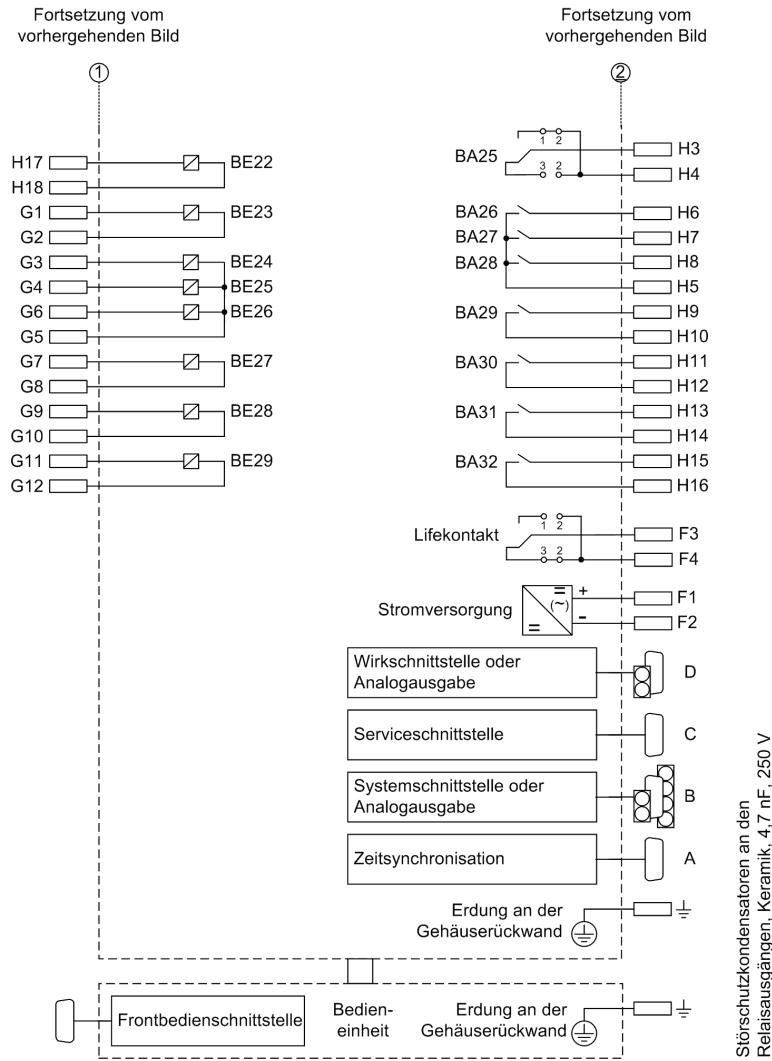 Fortsetzung vom
vorhergehenden Bild
1
Fortsetzung vom
vorhergehenden Bild
2
H17
BE22
H18
G1
BE23
G2
G3
BE24
G4
BE25
G6
BE26
G5
G7
BE27
G8
G9
BE28
G10
G11
BE29
G12
BA25
1 2
3 2
H3
H4
BA26
H6
BA27
H7
BA28
H8
H5
BA29
H9
H10
BA30
H11
H12
BA31
H13
H14
BA32
H15
H16
Lifekontakt
1 2
3 2
F3
F4
Stromversorgung
=
(~)
=
+
-
F1
F2
Wirkschnittstelle oder
Analogausgabe
D
Serviceschnittstelle
C
Systemschnittstelle oder
Analogausgabe
B
Zeitsynchronisation
A
Erdung an der
Gehäuserückwand
Frontbedienschnittstelle
Bedien-
einheit
Erdung an der
Gehäuserückwand
Störschutzkondensatoren an den
Relaisausgängen, Keramik, 4,7 nF, 250 V